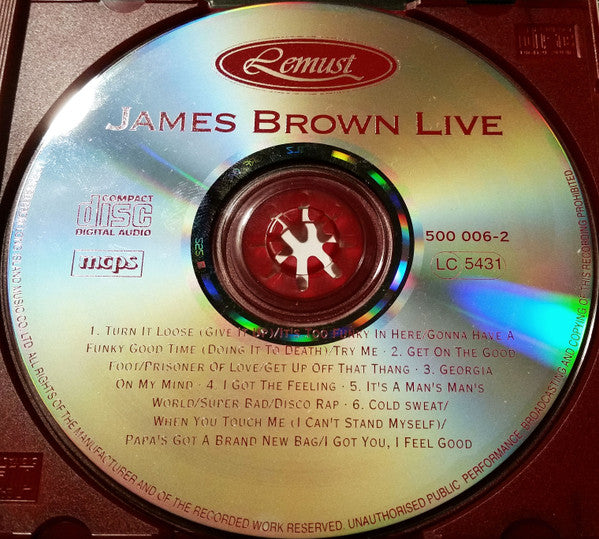 Lemust
JAMES BROWN LIVE
COMPACT
disc
DIGITAL AUDIO
mcps
500 006-2
LC 5431
1. TURN IT LOOSE (GIVE IT UP)/IT'S TOO FUNKY IN HERE/GONNA HAVE A
FUNKY GOOD TIME (DOING IT TO DEATH)/TRY ME · 2. GET ON THE GOOD
FOOT/PRISONER OF LOVE/GET UP OFF THAT THANG · 3. GEORGIA
ON MY MIND · 4. I GOT THE FEELING · 5. IT'S A MAN'S MAN'S
WORLD/SUPER BAD/DISCO RAP · 6. COLD SWEAT/
WHEN YOU TOUCH ME (I CAN'T STAND MYSELF)/
PAPA'S GOT A BRAND NEW BAG/I GOT YOU, I FEEL GOOD
MUSIC CO LTD. ALL RIGHTS OF THE MANUFACTURER AND OF THE RECORDED WORK RESERVED. UNAUTHORISED PUBLIC PERFORMANCE, BROADCASTING AND COPYING OF THIS RECORDING PROHIBITED